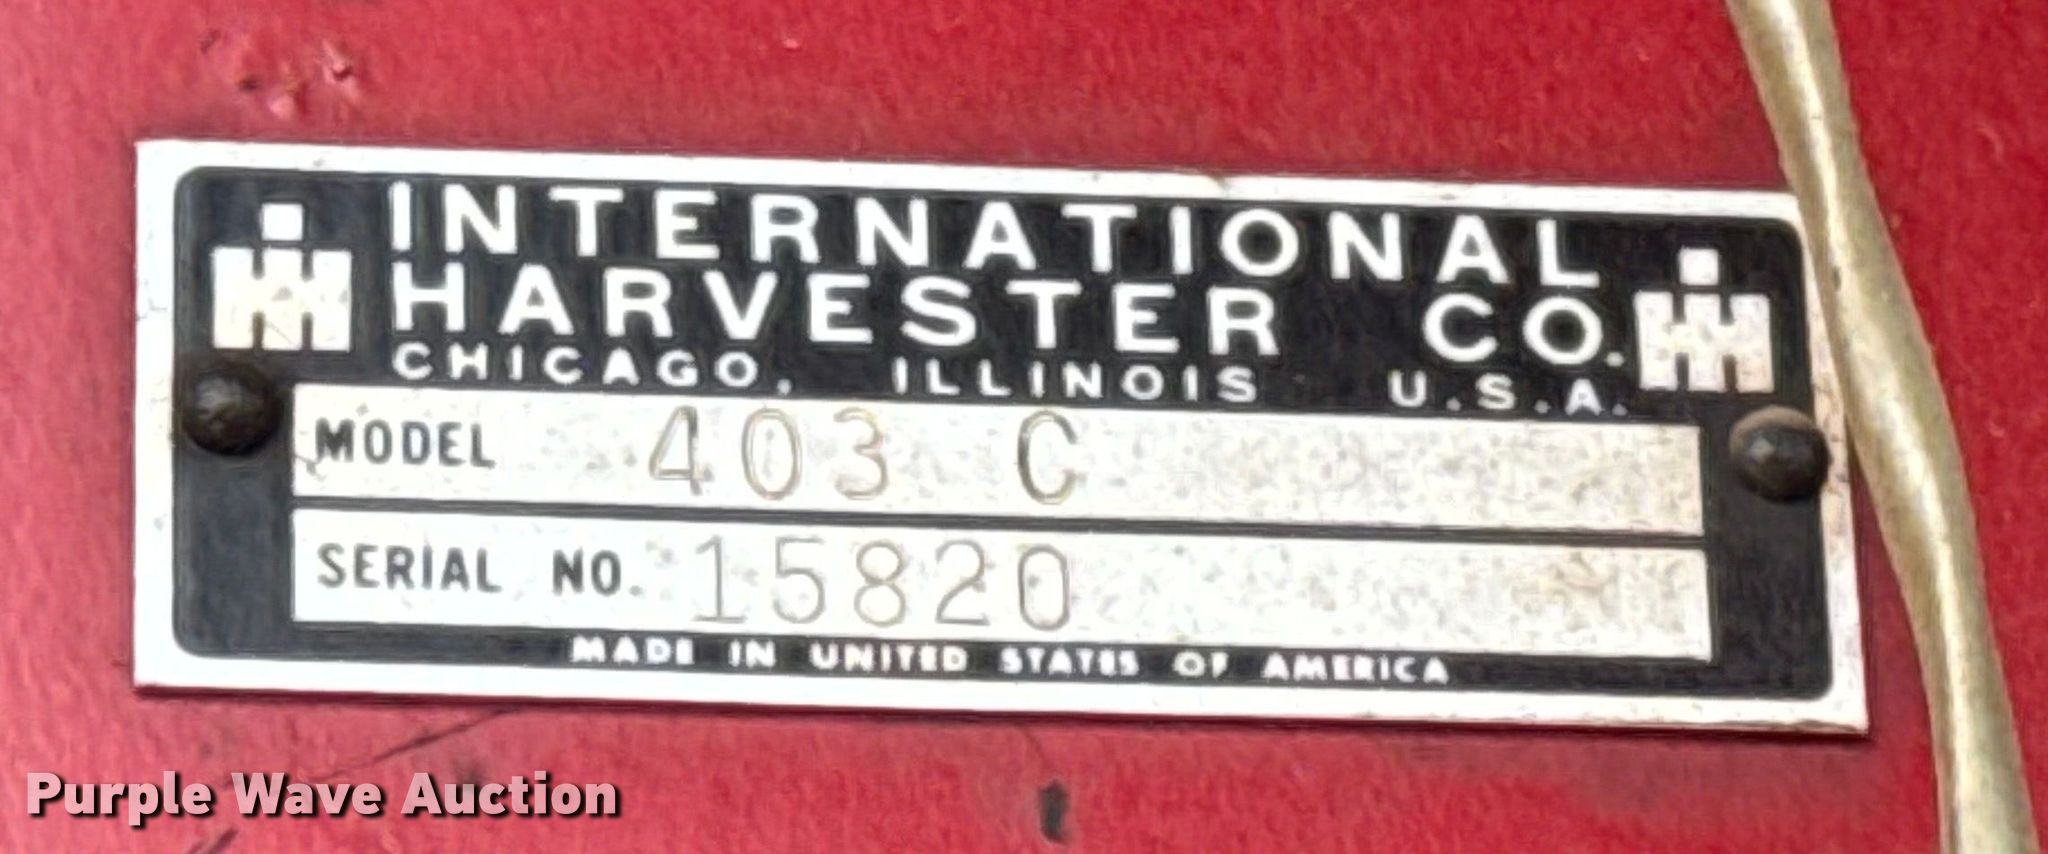 INTERNATIONAL
HARVESTER CO.
CHICAGO, ILLINOIS U.S.A.
MODEL 403 C
SERIAL NO. 15820
MADE IN UNITED STATES OF AMERICA
Purple Wave Auction